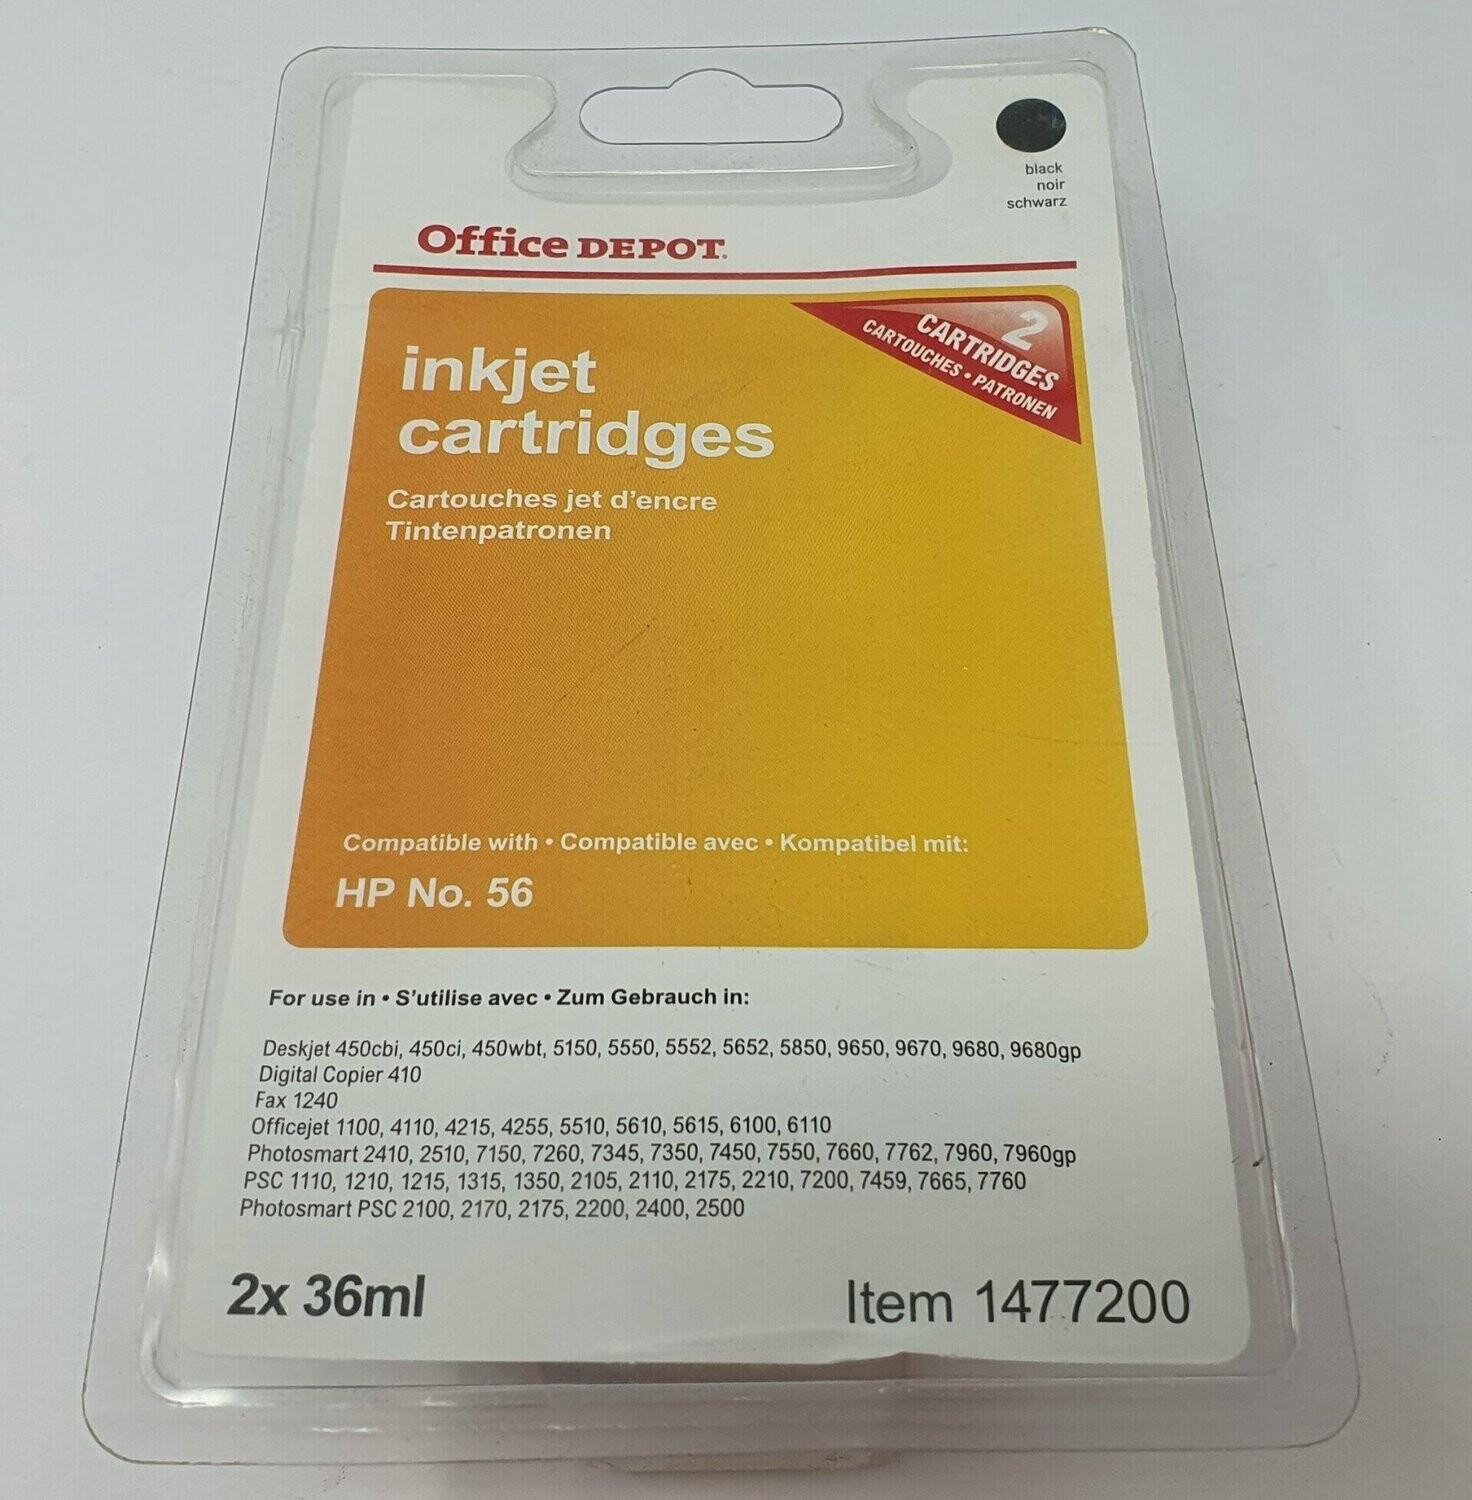 black
noir
schwarz
Office DEPOT.
2
CARTRIDGES
CARTOUCHES • PATRONEN
inkjet
cartridges
Cartouches jet d'encre
Tintenpatronen
Compatible with • Compatible avec • Kompatibel mit:
HP No. 56
For use in • S'utilise avec • Zum Gebrauch in:
Deskjet 450cbi, 450ci, 450wbt, 5150, 5550, 5552, 5652, 5850, 9650, 9670, 9680, 9680gp
Digital Copier 410
Fax 1240
Officejet 1100, 4110, 4215, 4255, 5510, 5610, 5615, 6100, 6110
Photosmart 2410, 2510, 7150, 7260, 7345, 7350, 7450, 7550, 7660, 7762, 7960, 7960gp
PSC 1110, 1210, 1215, 1315, 1350, 2105, 2110, 2175, 2210, 7200, 7459, 7665, 7760
Photosmart PSC 2100, 2170, 2175, 2200, 2400, 2500
2x 36ml
Item 1477200